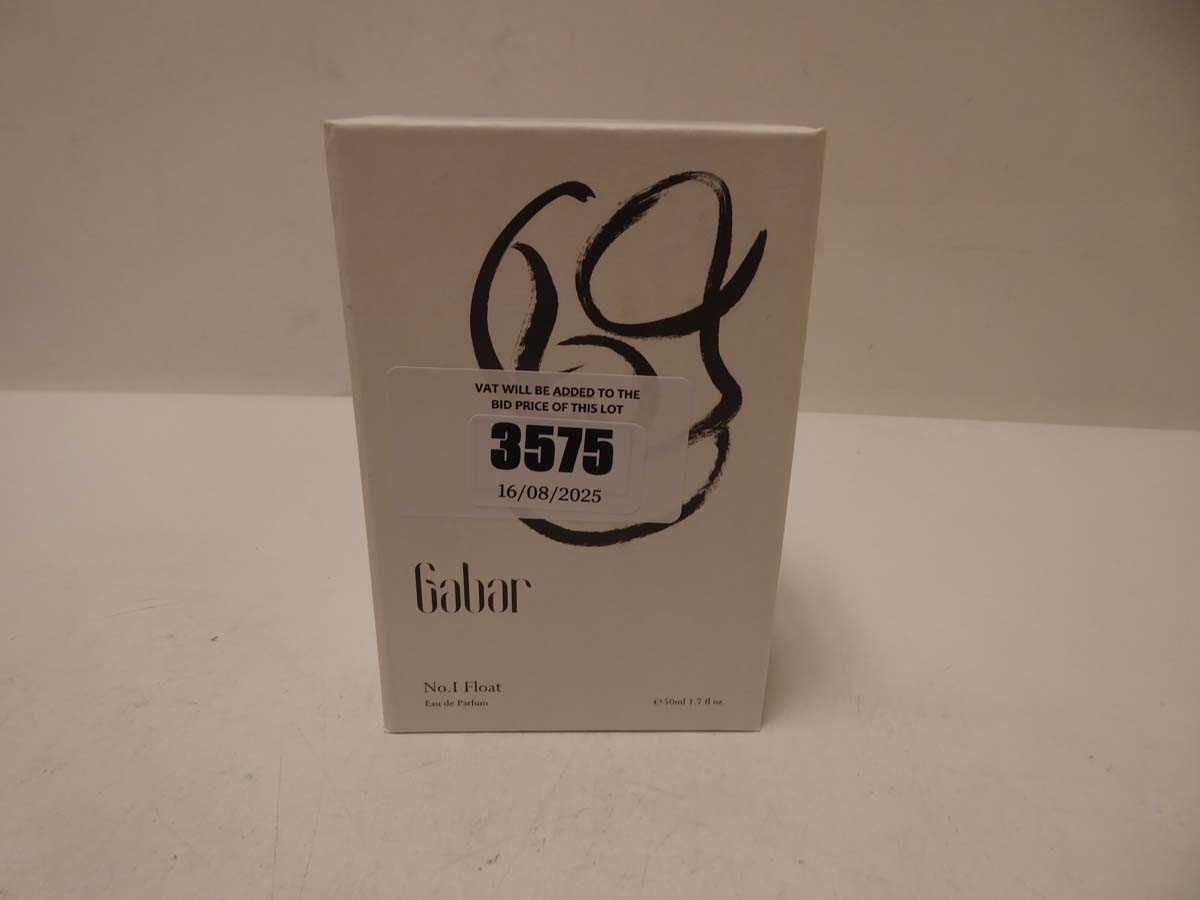 VAT WILL BE ADDED TO THE
BID PRICE OF THIS LOT
3575
16/08/2025
Gabar
No.I Float
Eau de Parfum
℮50ml 1.7 fl oz